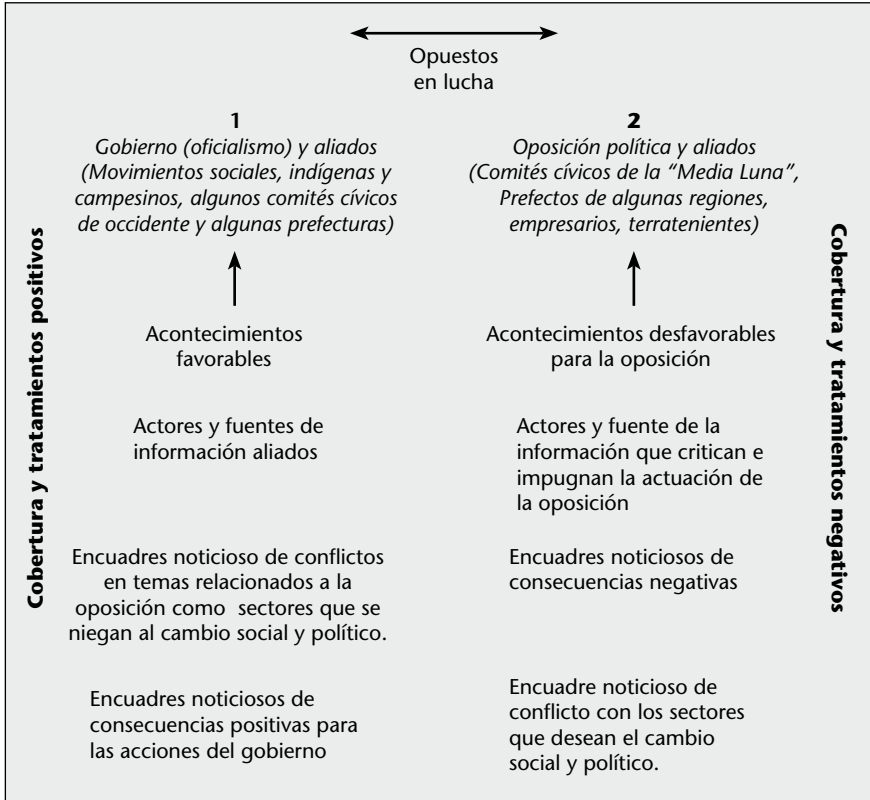 Opuestos
en lucha
1
Gobierno (oficialismo) y aliados
(Movimientos sociales, indígenas y
campesinos, algunos comités cívicos
de occidente y algunas prefecturas)
2
Oposición política y aliados
(Comités cívicos de la “Media Luna”,
Prefectos de algunas regiones,
empresarios, terratenientes)
Cobertura y tratamientos positivos
Acontecimientos
favorables
Actores y fuentes de
información aliados
Encuadres noticioso de conflictos
en temas relacionados a la
oposición como sectores que se
niegan al cambio social y político.
Encuadres noticiosos de
consecuencias positivas para
las acciones del gobierno
Acontecimientos desfavorables
para la oposición
Actores y fuente de la
información que critican e
impugnan la actuación de
la oposición
Encuadres noticiosos de
consecuencias negativas
Encuadre noticioso de
conflicto con los sectores
que desean el cambio
social y político.
Cobertura y tratamientos negativos